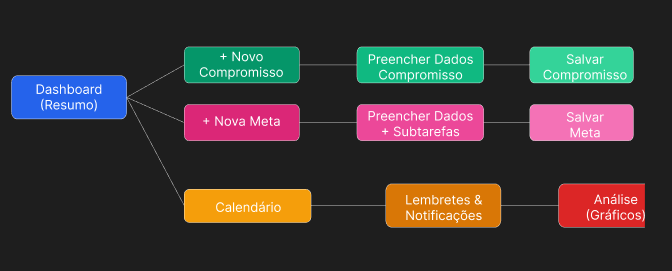 Dashboard
(Resumo)
+ Novo
Compromisso
Preencher Dados
Compromisso
Salvar
Compromisso
+ Nova Meta
Preencher Dados
+ Subtarefas
Salvar
Meta
Calendário
Lembretes &
Notificações
Análise
(Gráficos)